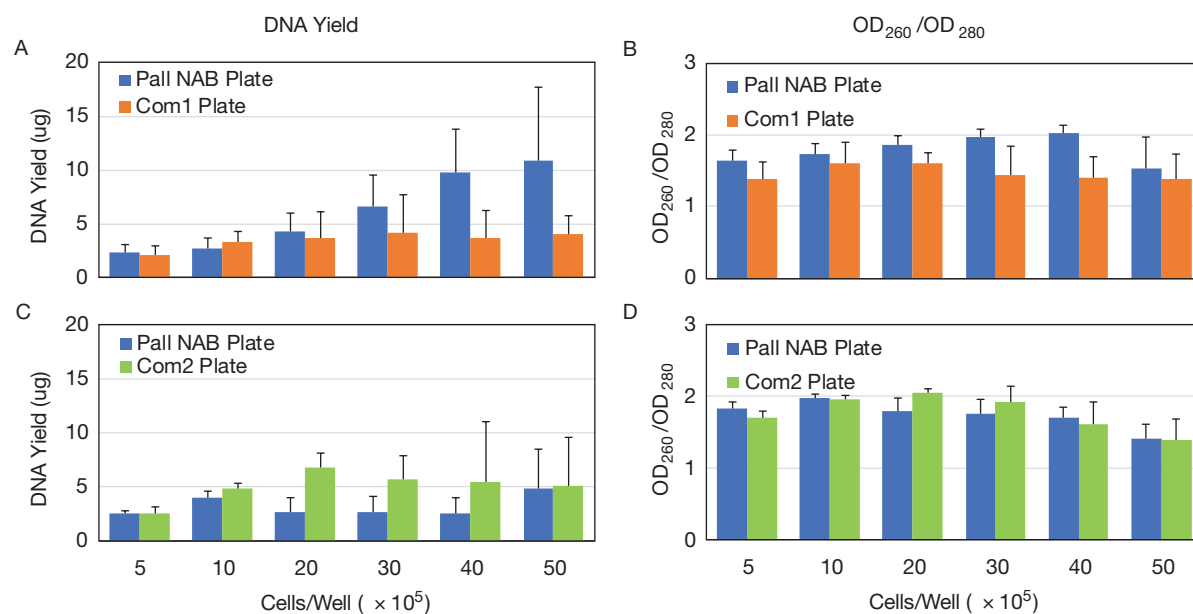 DNA Yield
OD260 /OD280
A
20
15
10
5
0
DNA Yield (ug)
Pall NAB Plate
Com1 Plate
B
3
2
1
0
OD260 /OD280
Pall NAB Plate
Com1 Plate
C
20
15
10
5
0
DNA Yield (ug)
Pall NAB Plate
Com2 Plate
5 10 20 30 40 50
Cells/Well ( × 10⁵)
D
3
2
1
0
OD260 /OD280
Pall NAB Plate
Com2 Plate
5 10 20 30 40 50
Cells/Well ( × 10⁵)